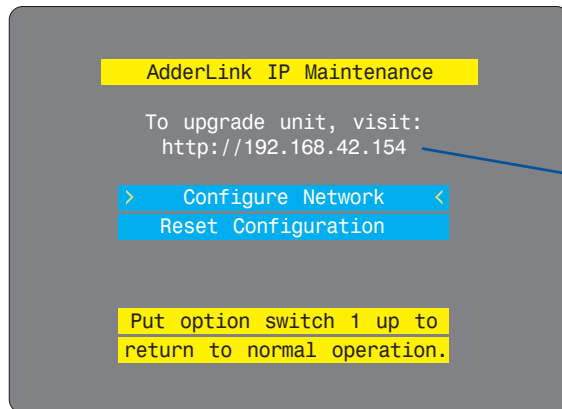 AdderLink IP Maintenance
To upgrade unit, visit:
http://192.168.42.154
> Configure Network <
Reset Configuration
Put option switch 1 up to
return to normal operation.